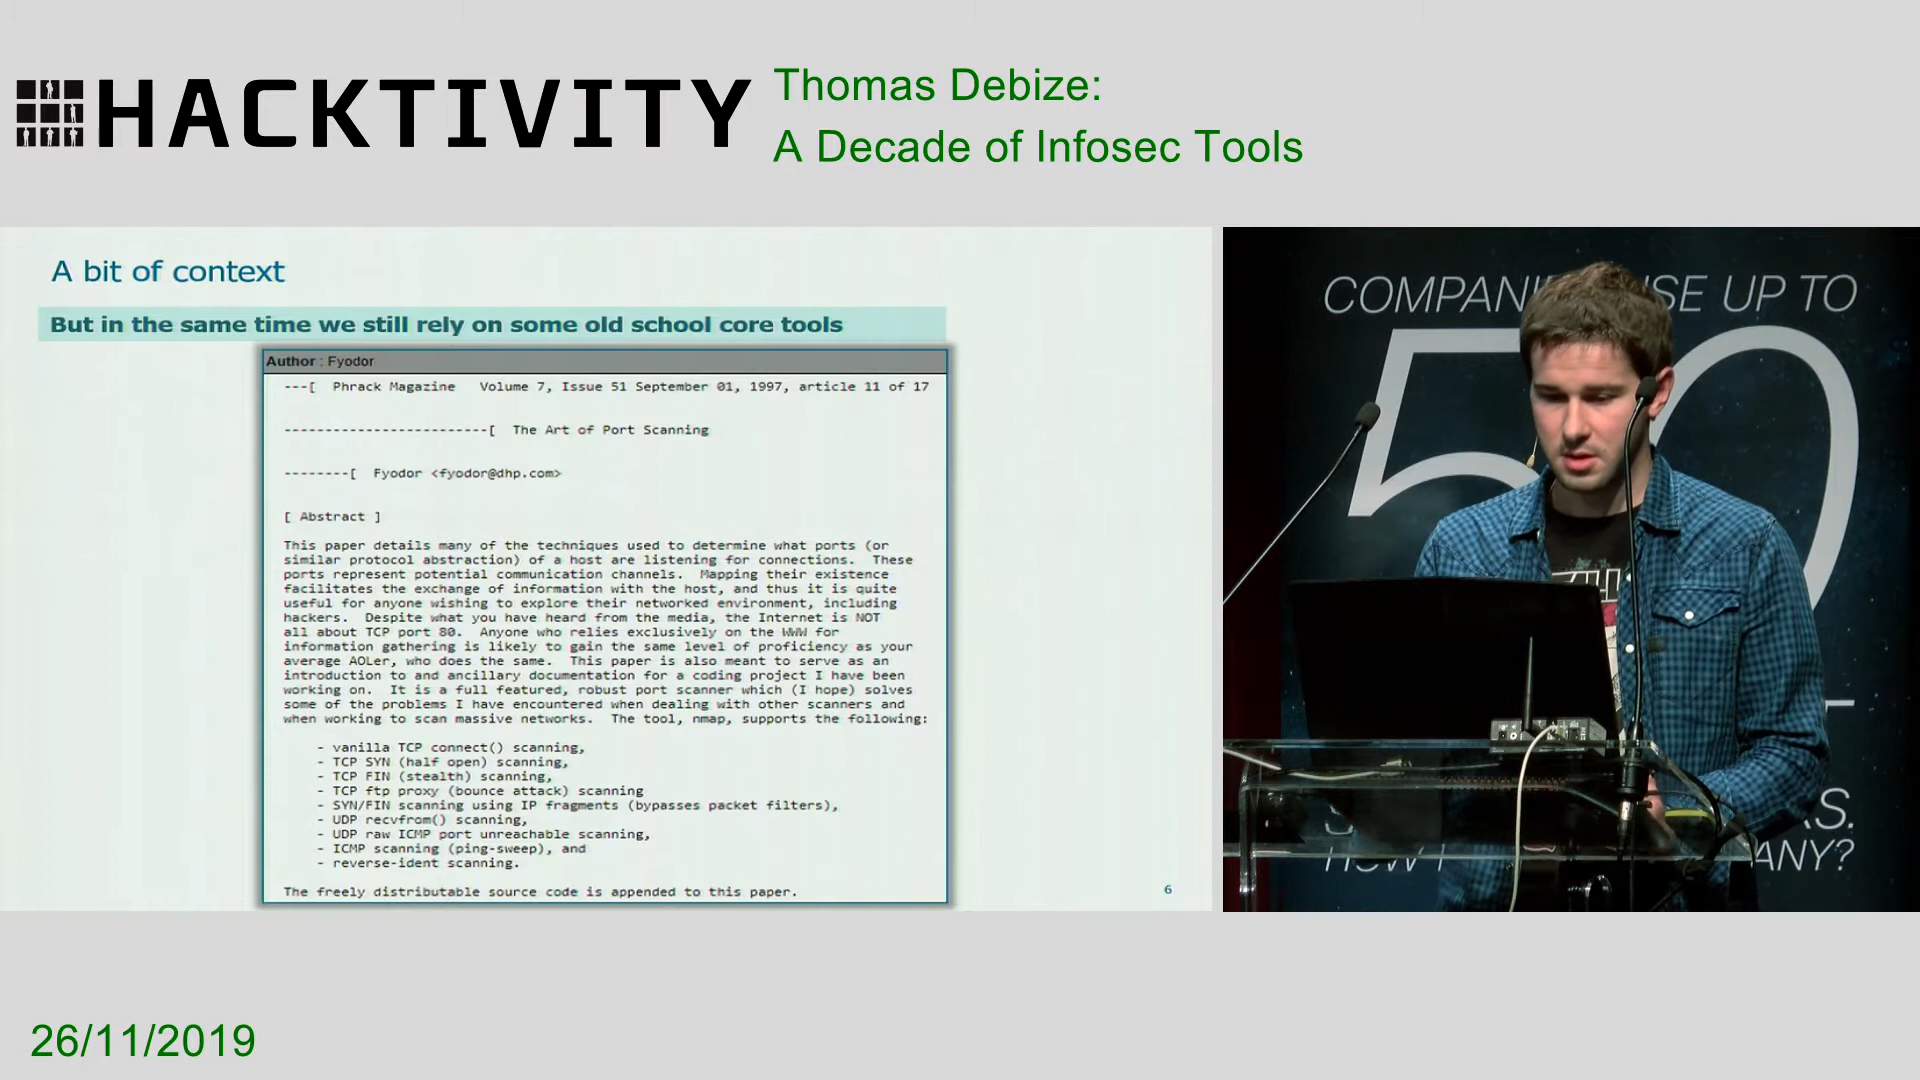 HACKTIVITY
Thomas Debize:
A Decade of Infosec Tools
A bit of context
But in the same time we still rely on some old school core tools
Author : Fyodor
---[  Phrack Magazine   Volume 7, Issue 51 September 01, 1997, article 11 of 17
-------------------------[  The Art of Port Scanning
--------[  Fyodor <fyodor@dhp.com>
[ Abstract ]
This paper details many of the techniques used to determine what ports (or
similar protocol abstraction) of a host are listening for connections.  These
ports represent potential communication channels.  Mapping their existence
facilitates the exchange of information with the host, and thus it is quite
useful for anyone wishing to explore their networked environment, including
hackers.  Despite what you have heard from the media, the Internet is NOT
all about TCP port 80.  Anyone who relies exclusively on the WWW for
information gathering is likely to gain the same level of proficiency as your
average AOLer, who does the same.  This paper is also meant to serve as an
introduction to and ancillary documentation for a coding project I have been
working on.  It is a full featured, robust port scanner which (I hope) solves
some of the problems I have encountered when dealing with other scanners and
when working to scan massive networks.  The tool, nmap, supports the following:
- vanilla TCP connect() scanning,
- TCP SYN (half open) scanning,
- TCP FIN (stealth) scanning,
- TCP ftp proxy (bounce attack) scanning
- SYN/FIN scanning using IP fragments (bypasses packet filters),
- UDP recvfrom() scanning,
- UDP raw ICMP port unreachable scanning,
- ICMP scanning (ping-sweep), and
- reverse-ident scanning.
The freely distributable source code is appended to this paper.
6
UP TO
50
26/11/2019